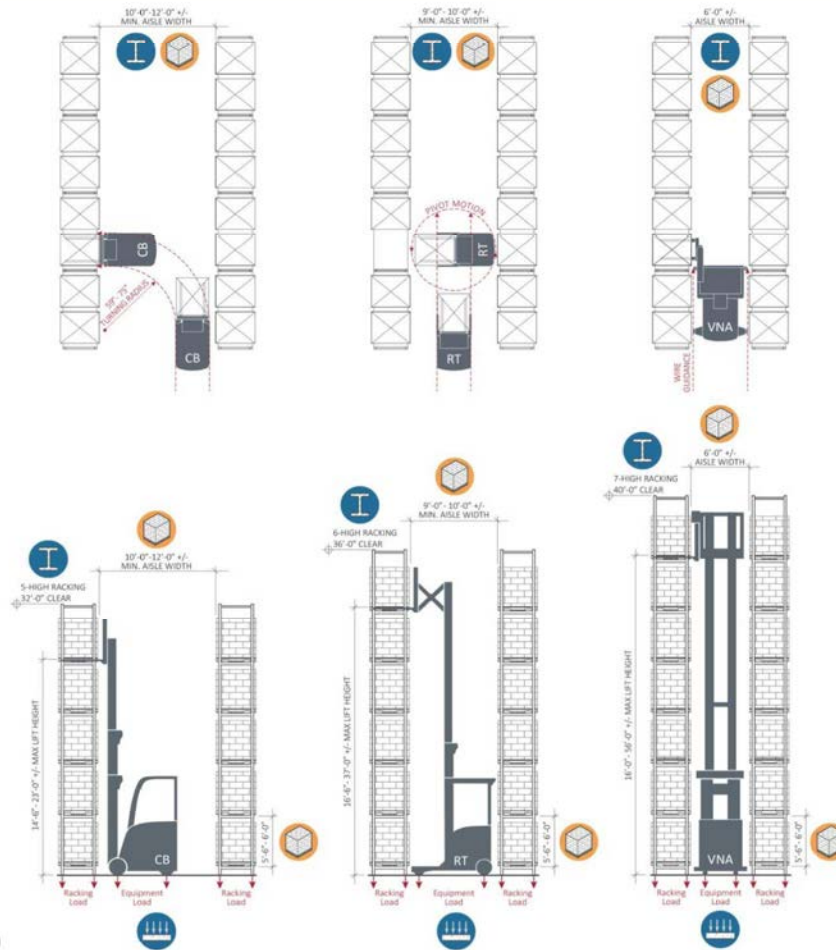 10'-0"-12'-0" +/-
MIN. AISLE WIDTH
9'-0"- 10'-0" +/-
MIN. AISLE WIDTH
6'-0" +/-
AISLE WIDTH
CB
59"- 75"
TURNING RADIUS
CB
PIVOT MOTION
RT
RT
VNA
WIRE
GUIDANCE
5-HIGH RACKING
32'-0" CLEAR
10'-0"-12'-0" +/-
MIN. AISLE WIDTH
14'-6"- 23'-0" +/- MAX LIFT HEIGHT
CB
5'-6"- 6'-0"
Racking
Load
Equipment
Load
Racking
Load
6-HIGH RACKING
36'-0" CLEAR
9'-0" - 10'-0" +/-
MIN. AISLE WIDTH
16'-6"- 37'-0" +/- MAX LIFT HEIGHT
RT
5'-6"- 6'-0"
Racking
Load
Equipment
Load
Racking
Load
7-HIGH RACKING
40'-0" CLEAR
6'-0" +/-
AISLE WIDTH
16'-0"- 56'-0" +/- MAX LIFT HEIGHT
VNA
5'-6"- 6'-0"
Racking
Load
Equipment
Load
Racking
Load